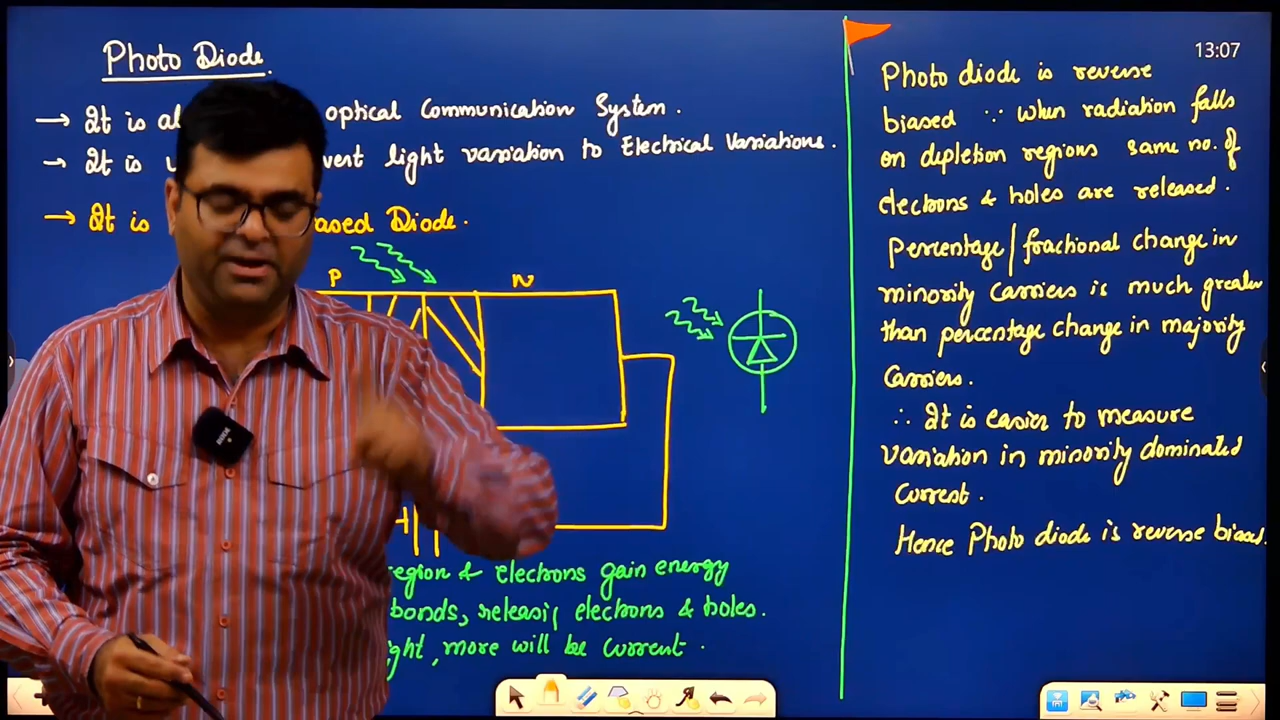 Photo Diode
→ It is al optical Communication System.
→ It is u vert light variation to Electrical Variations.
→ It is ased Diode.
P N
region & electrons gain energy
bonds, releasi electrons & holes.
ght, more will be current.
13:07
Photo diode is reverse
biased ∵ when radiation falls
on depletion regions same no. of
electrons & holes are released.
Percentage/fractional change in
minority carriers is much greater
than percentage change in majority
carriers.
∴ It is easier to measure
variation in minority dominated
current.
Hence Photo diode is reverse biased.